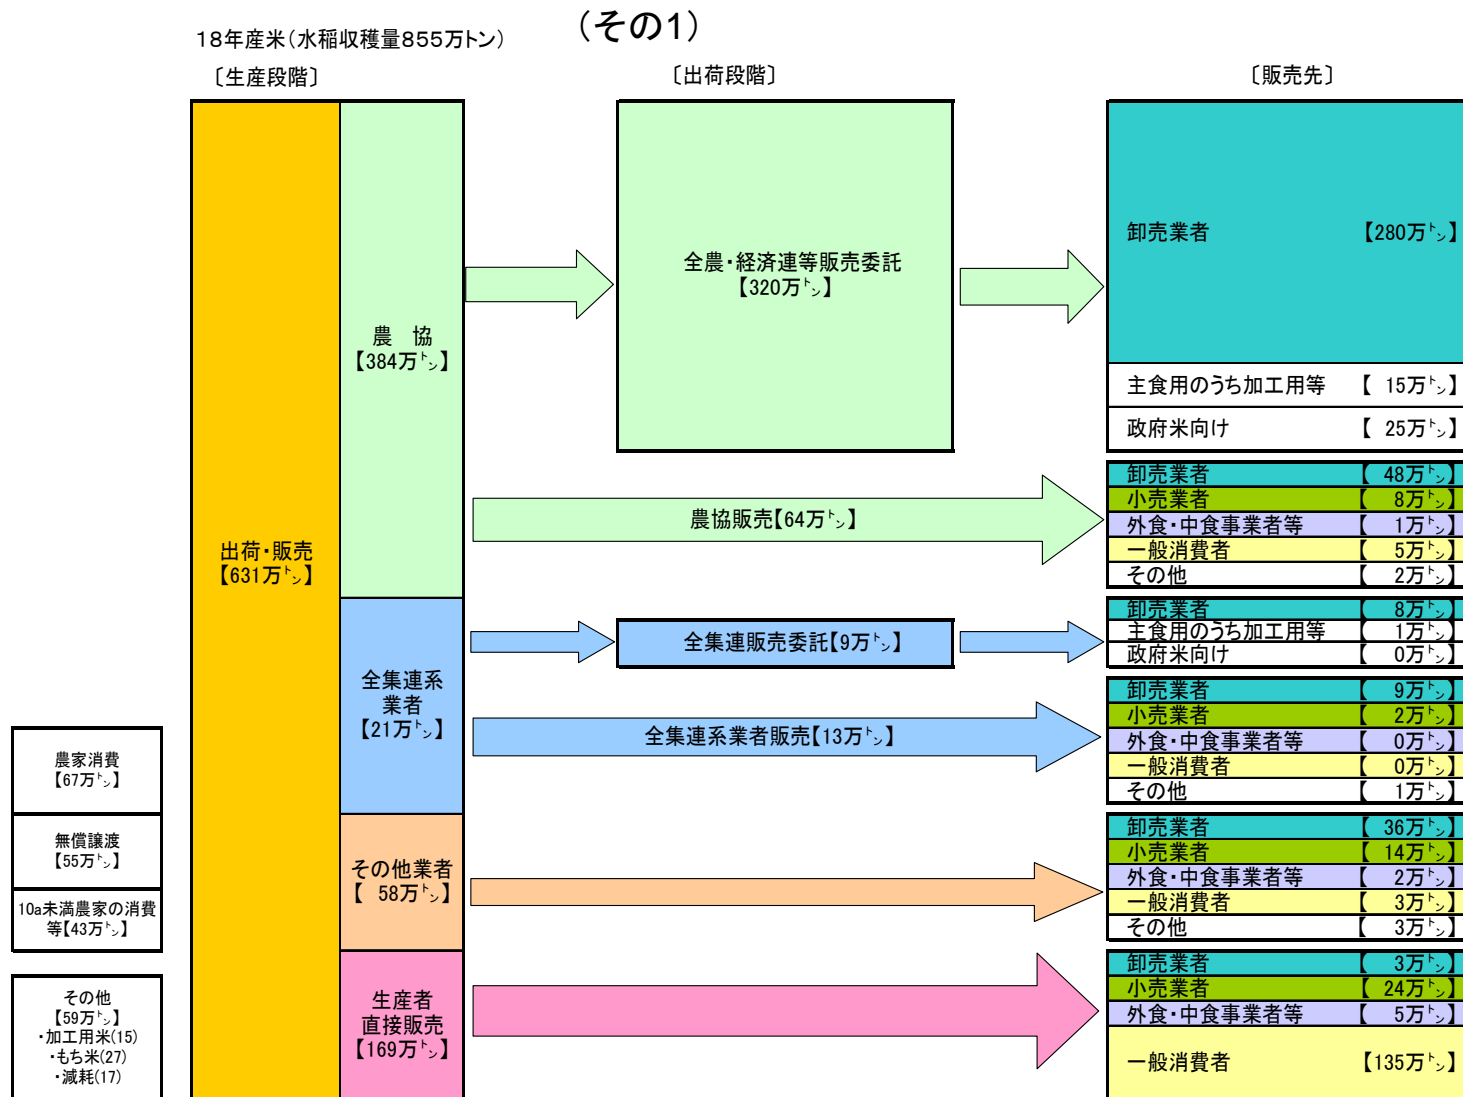 (その1)
18年産米(水稲収穫量855万トン)
〔生産段階〕
〔出荷段階〕
〔販売先〕
出荷・販売
【631万トン】
農　協
【384万トン】
全集連系
業者
【21万トン】
その他業者
【 58万トン】
生産者
直接販売
【169万トン】
農家消費
【67万トン】
無償譲渡
【55万トン】
10a未満農家の消費
等【43万トン】
その他
【59万トン】
・加工用米(15)
・もち米(27)
・減耗(17)
全農・経済連等販売委託
【320万トン】
農協販売【64万トン】
全集連販売委託【9万トン】
全集連系業者販売【13万トン】
卸売業者 【280万トン】
主食用のうち加工用等 【 15万トン】
政府米向け 【 25万トン】
卸売業者 【 48万トン】
小売業者 【 8万トン】
外食・中食事業者等 【 1万トン】
一般消費者 【 5万トン】
その他 【 2万トン】
卸売業者 【 8万トン】
主食用のうち加工用等 【 1万トン】
政府米向け 【 0万トン】
卸売業者 【 9万トン】
小売業者 【 2万トン】
外食・中食事業者等 【 0万トン】
一般消費者 【 0万トン】
その他 【 1万トン】
卸売業者 【 36万トン】
小売業者 【 14万トン】
外食・中食事業者等 【 2万トン】
一般消費者 【 3万トン】
その他 【 3万トン】
卸売業者 【 3万トン】
小売業者 【 24万トン】
外食・中食事業者等 【 5万トン】
一般消費者 【135万トン】